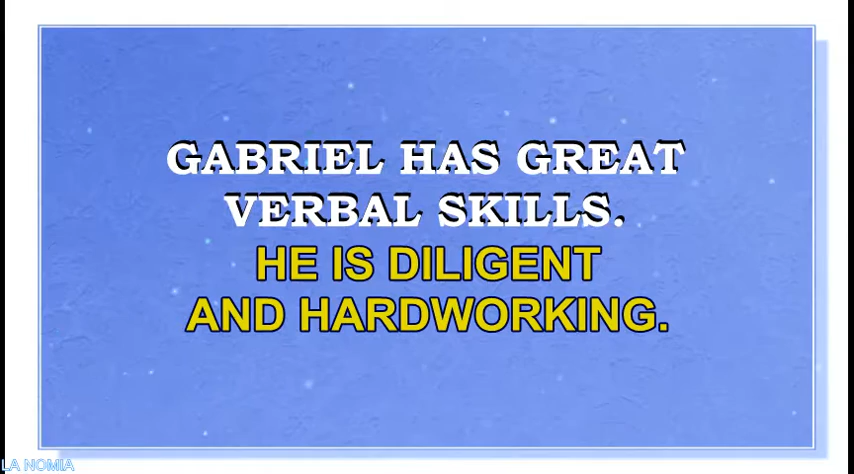 GABRIEL HAS GREAT
VERBAL SKILLS.
HE IS DILIGENT
AND HARDWORKING.
LA NOMIA